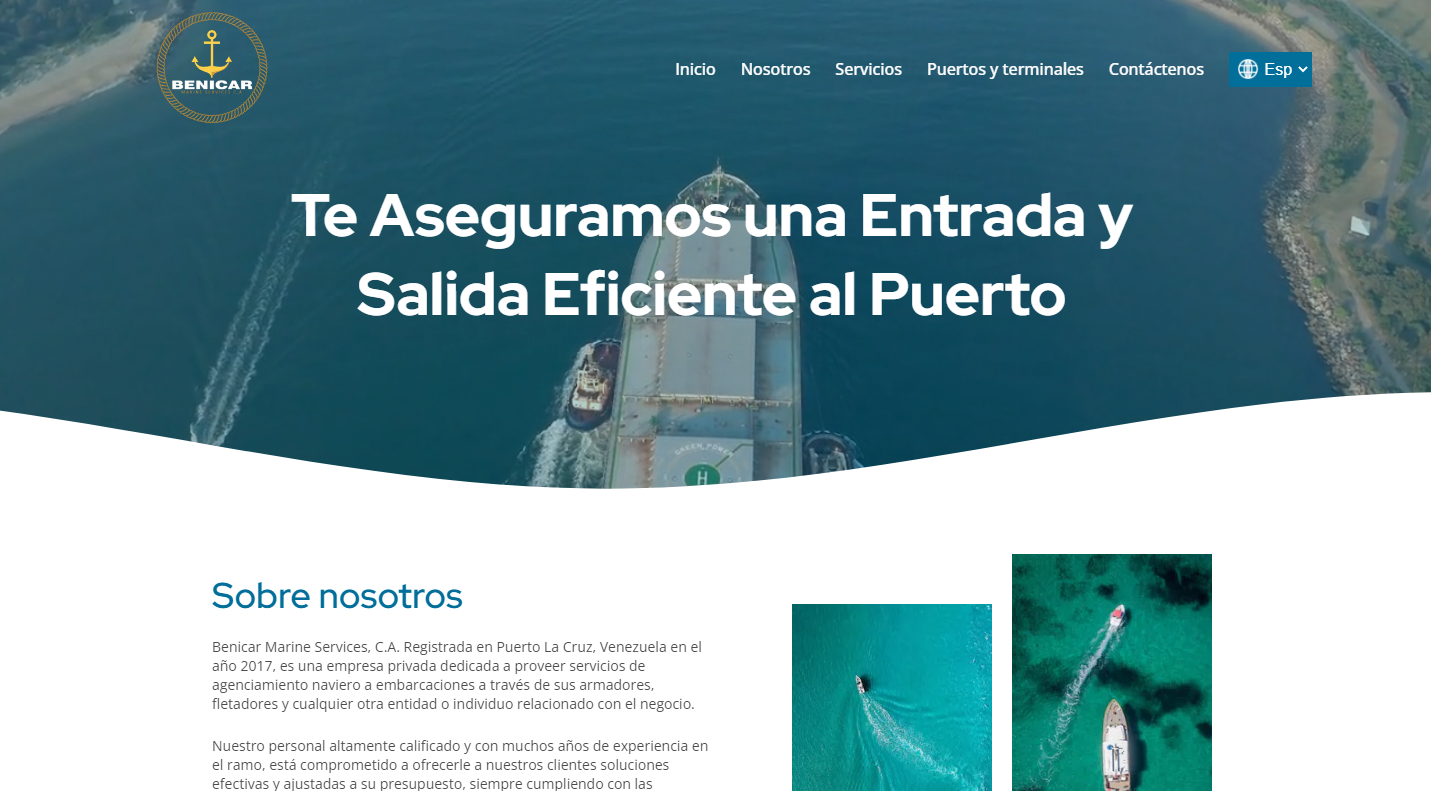 BENICAR
Inicio Nosotros Servicios Puertos y terminales Contáctenos Esp
Te Aseguramos una Entrada y
Salida Eficiente al Puerto
GREEN POWER
H
Sobre nosotros
Benicar Marine Services, C.A. Registrada en Puerto La Cruz, Venezuela en el
año 2017, es una empresa privada dedicada a proveer servicios de
agenciamiento naviero a embarcaciones a través de sus armadores,
fletadores y cualquier otra entidad o individuo relacionado con el negocio.
Nuestro personal altamente calificado y con muchos años de experiencia en
el ramo, está comprometido a ofrecerle a nuestros clientes soluciones
efectivas y ajustadas a su presupuesto, siempre cumpliendo con las